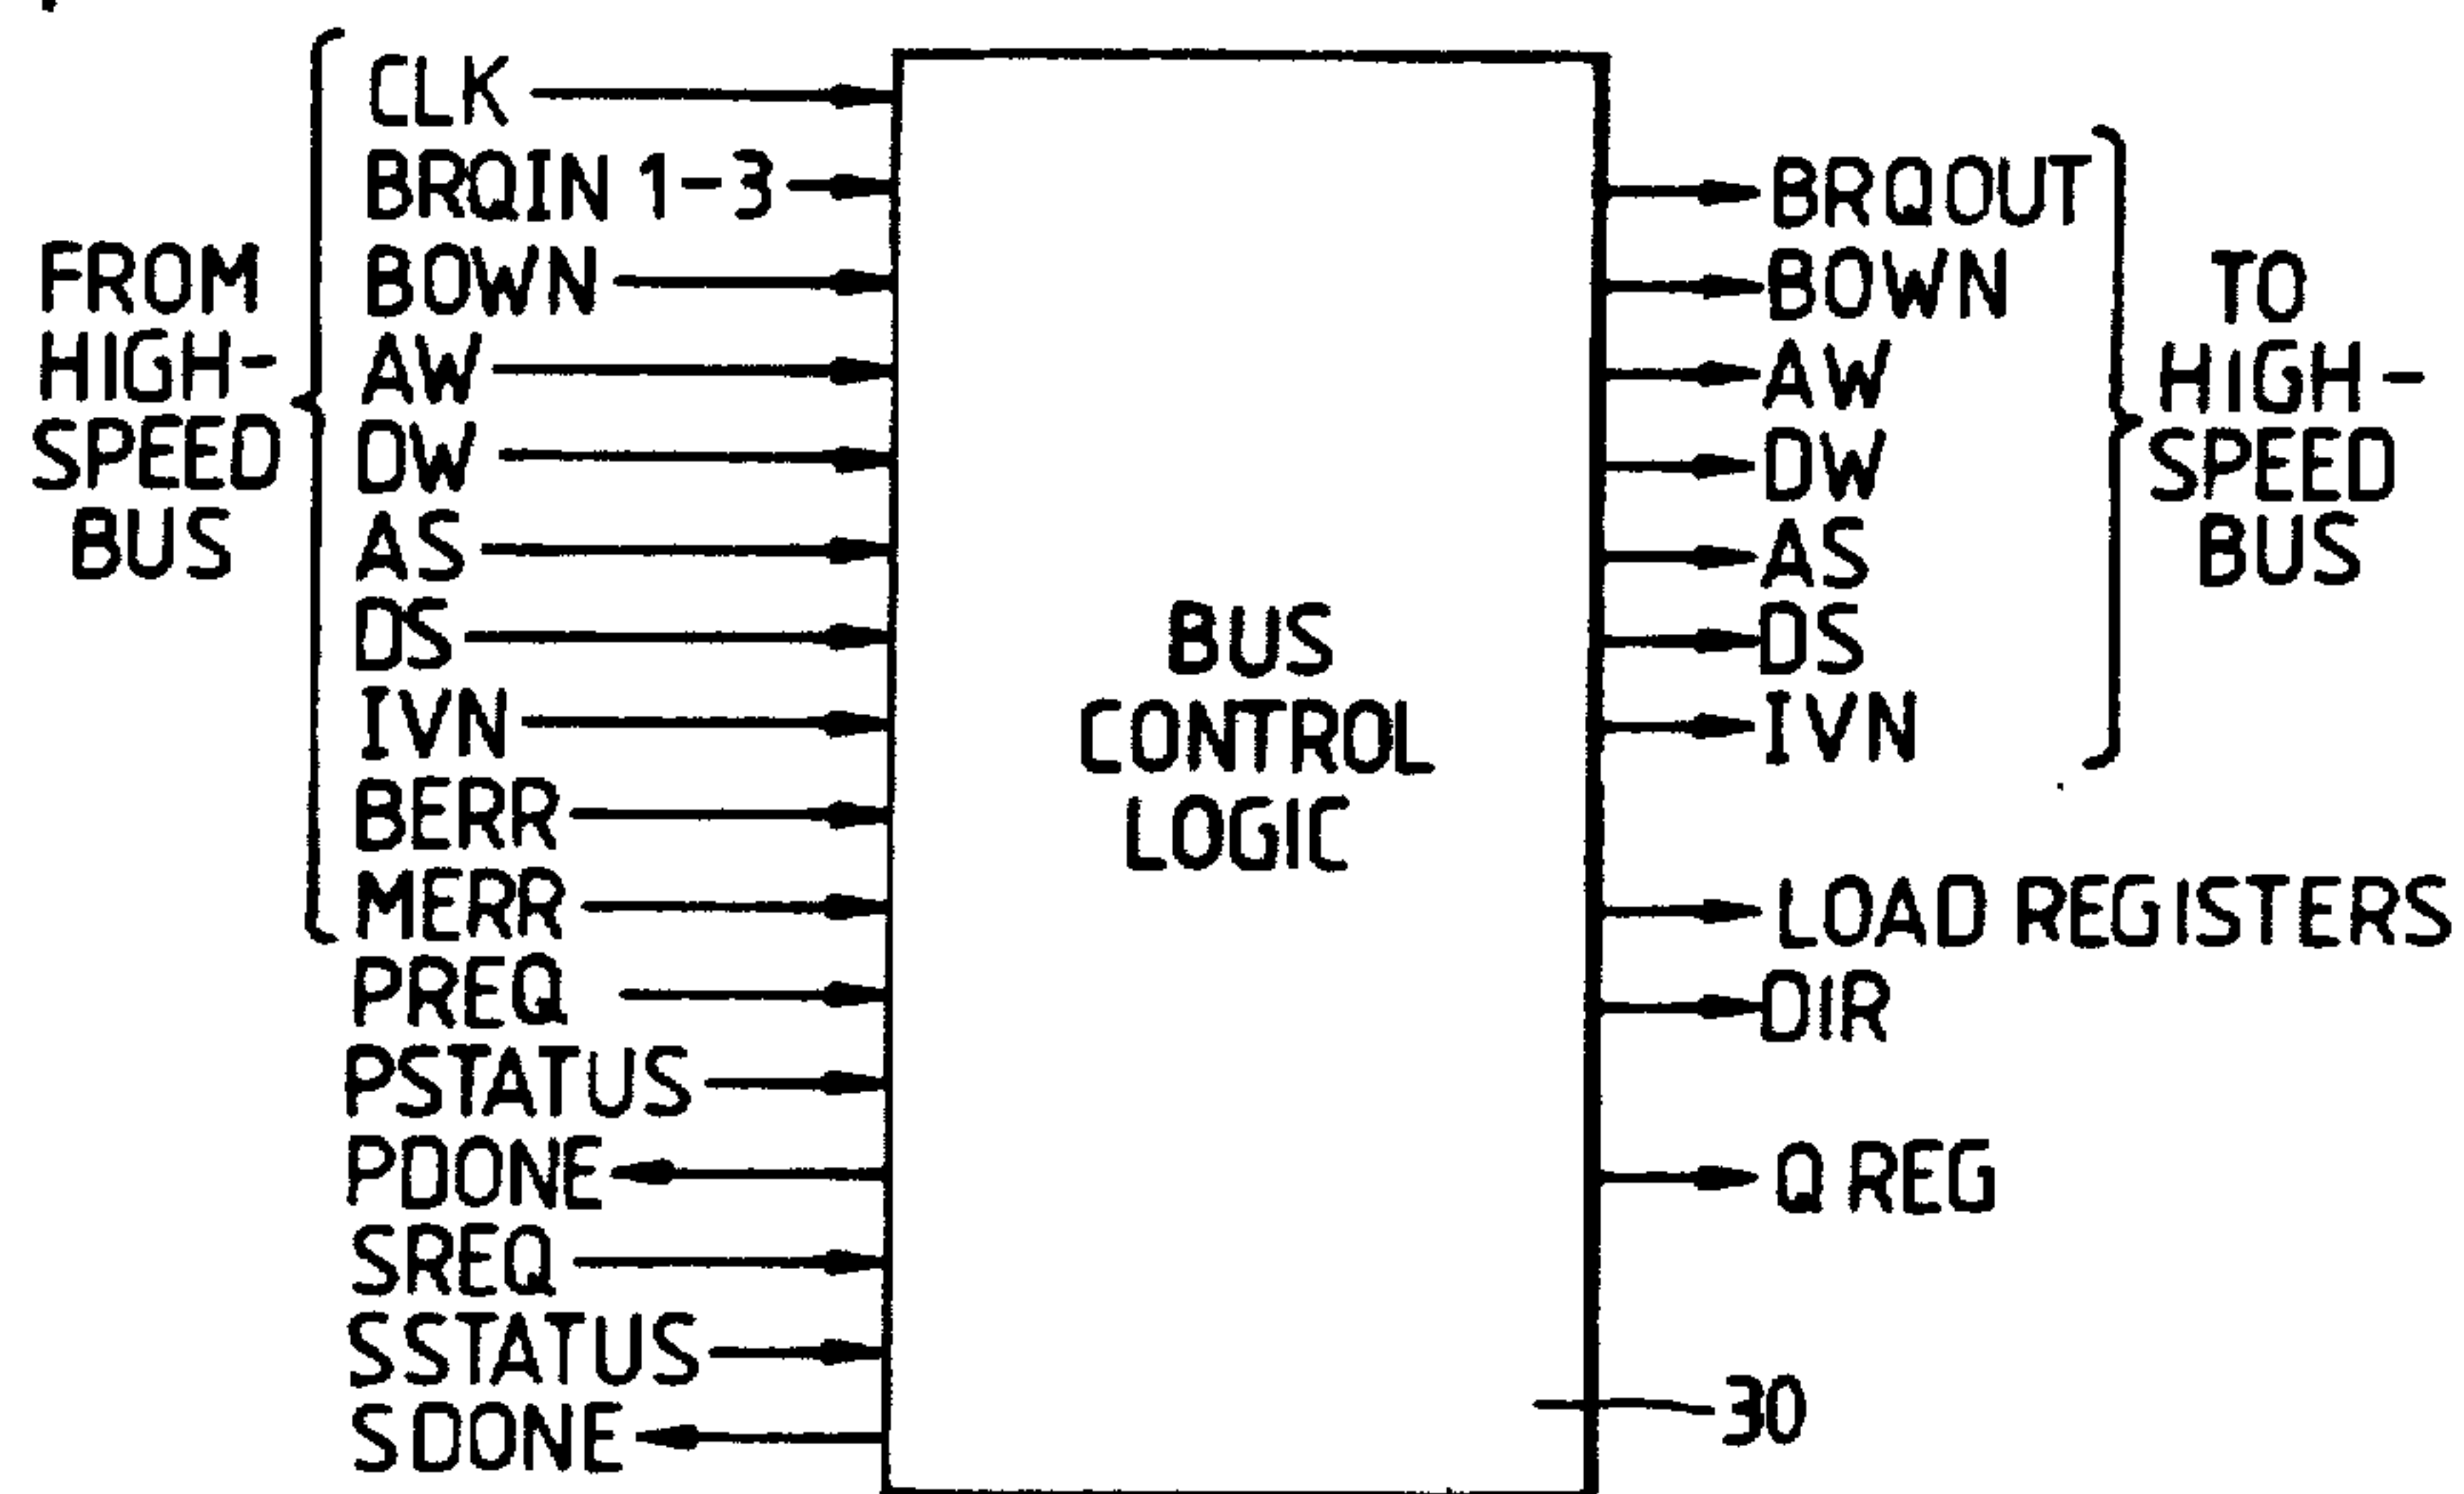 FROM
HIGH-
SPEED
BUS
CLK
BRQIN 1-3
BOWN
AW
DW
AS
DS
IVN
BERR
MERR
PREQ
PSTATUS
PDONE
SREQ
SSTATUS
SDONE
BUS
CONTROL
LOGIC
BRQOUT
BOWN
AW
DW
AS
DS
IVN
TO
HIGH-
SPEED
BUS
LOAD REGISTERS
DIR
Q REG
30